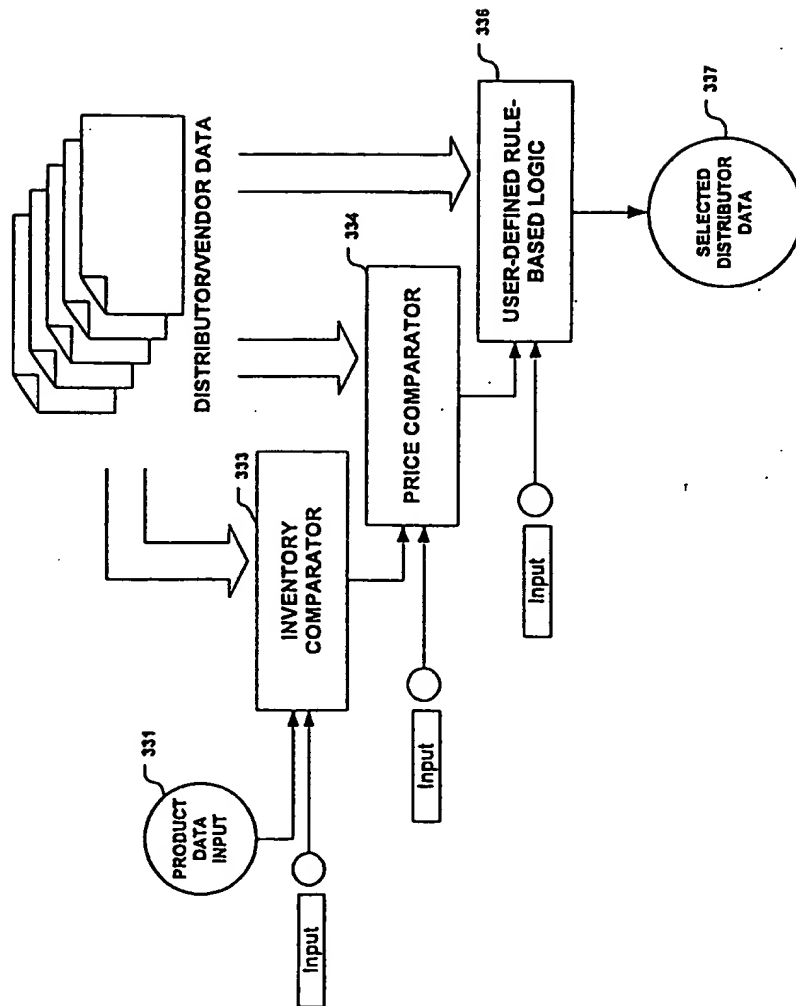 DISTRIBUTOR/VENDOR DATA
331
PRODUCT
DATA
INPUT
Input
333
INVENTORY
COMPARATOR
Input
334
PRICE COMPARATOR
Input
336
USER-DEFINED RULE-
BASED LOGIC
337
SELECTED
DISTRIBUTOR
DATA